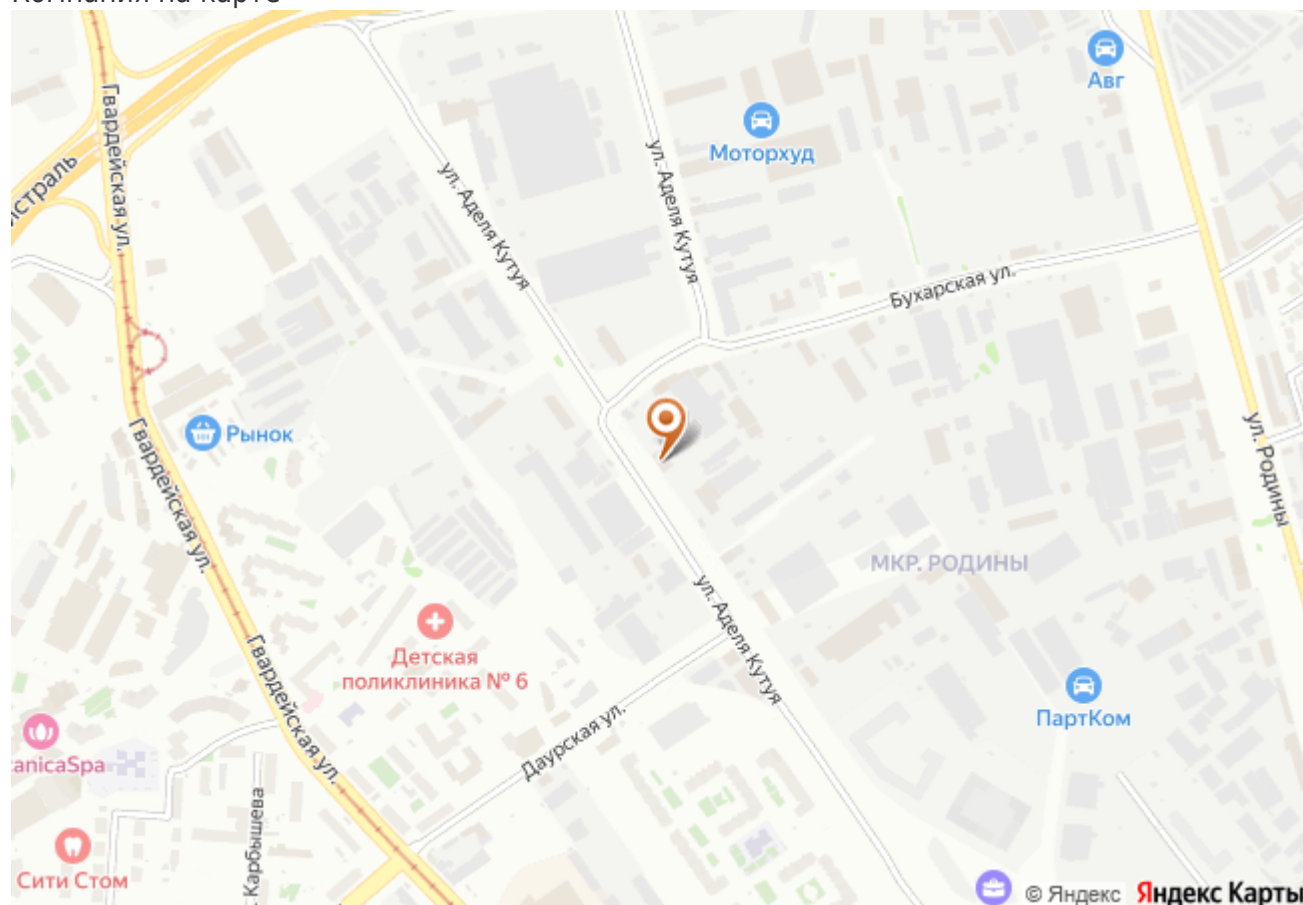 Компания на карте
Гвардейская ул.
истраль
ул. Аделя Кутуя
ул. Аделя Кутуя
Моторхуд
Авг
Бухарская ул.
Рынок
Гвардейская ул.
ул. Родины
МКР. РОДИНЫ
ул. Аделя Кутуя
Детская
поликлиника № 6
Гвардейская ул.
Даурская ул.
ПартКом
anicaSpa
Карбышева
Сити Стом
© Яндекс Яндекс Карты